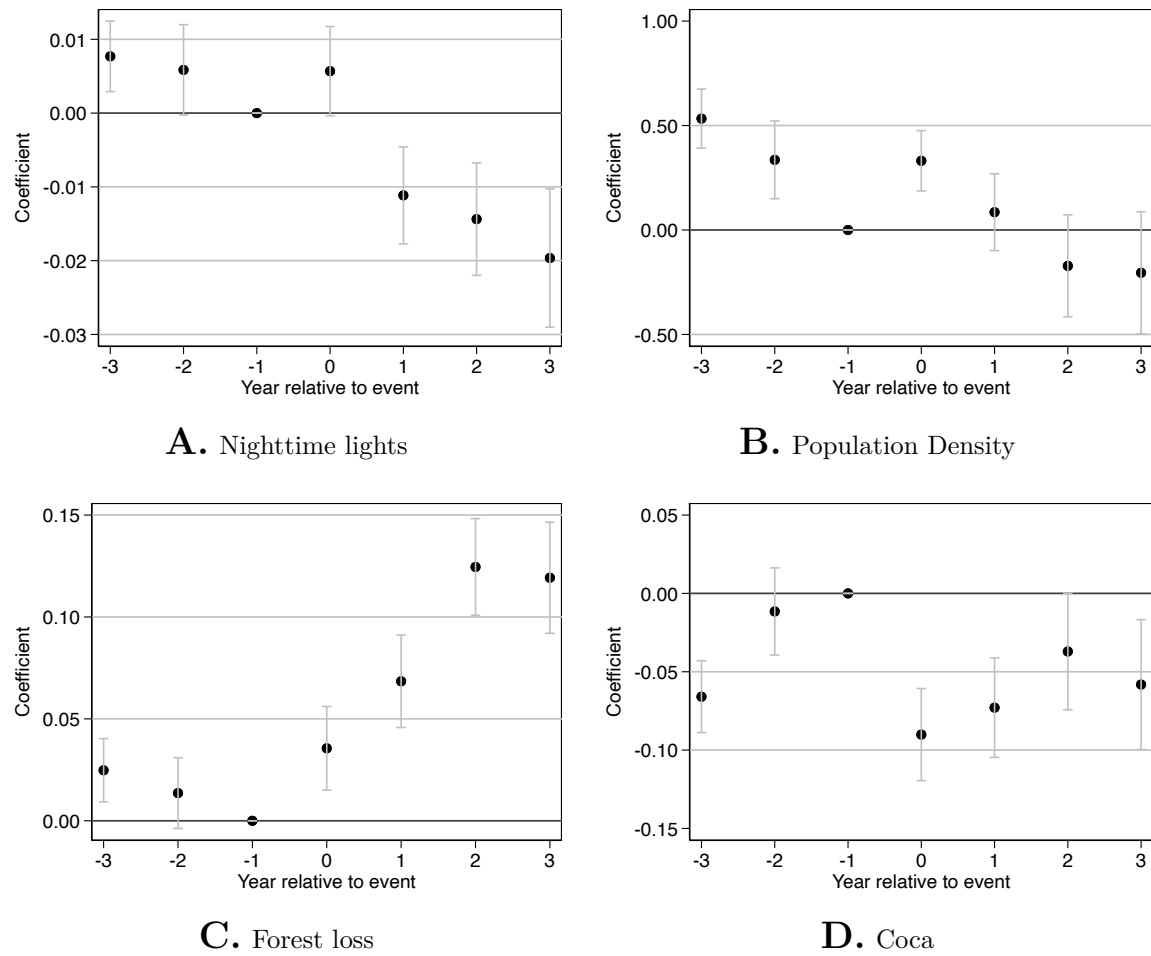 0.01
0.00
-0.01
-0.02
-0.03
Coefficient
-3 -2 -1 0 1 2 3
Year relative to event
A. Nighttime lights
1.00
0.50
0.00
-0.50
Coefficient
-3 -2 -1 0 1 2 3
Year relative to event
B. Population Density
0.15
0.10
0.05
0.00
Coefficient
-3 -2 -1 0 1 2 3
Year relative to event
C. Forest loss
0.05
0.00
-0.05
-0.10
-0.15
Coefficient
-3 -2 -1 0 1 2 3
Year relative to event
D. Coca